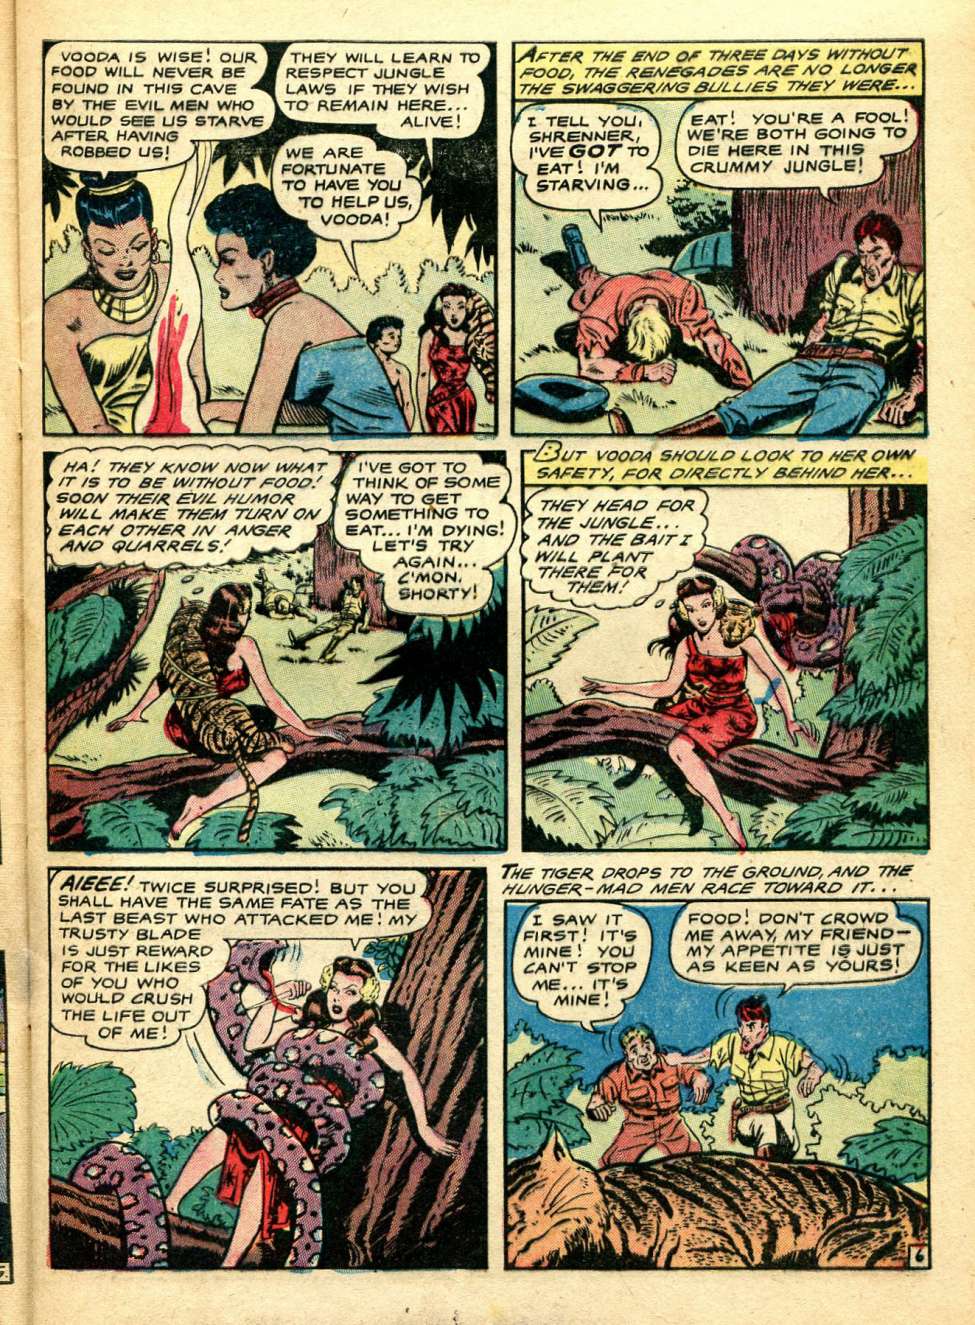 VOODA IS WISE! OUR
FOOD WILL NEVER BE
FOUND IN THIS CAVE
BY THE EVIL MEN WHO
WOULD SEE US STARVE
AFTER HAVING
ROBBED US!
THEY WILL LEARN TO
RESPECT JUNGLE
LAWS IF THEY WISH
TO REMAIN HERE...
ALIVE!
WE ARE
FORTUNATE
TO HAVE YOU
TO HELP US,
VOODA!
AFTER THE END OF THREE DAYS WITHOUT
FOOD, THE RENEGADES ARE NO LONGER
THE SWAGGERING BULLIES THEY WERE...
I TELL YOU,
SHRENNER,
I'VE GOT TO
EAT! I'M
STARVING...
EAT! YOU'RE A FOOL!
WE'RE BOTH GOING TO
DIE HERE IN THIS
CRUMMY JUNGLE!
HA! THEY KNOW NOW WHAT
IT IS TO BE WITHOUT FOOD!
SOON THEIR EVIL HUMOR
WILL MAKE THEM TURN ON
EACH OTHER IN ANGER
AND QUARRELS!
I'VE GOT TO
THINK OF SOME
WAY TO GET
SOMETHING TO
EAT... I'M DYING!
LET'S TRY
AGAIN...
C'MON,
SHORTY!
BUT VOODA SHOULD LOOK TO HER OWN
SAFETY, FOR DIRECTLY BEHIND HER...
THEY HEAD FOR
THE JUNGLE...
AND THE BAIT I
WILL PLANT
THERE FOR
THEM!
AIEEE! TWICE SURPRISED! BUT YOU
SHALL HAVE THE SAME FATE AS THE
LAST BEAST WHO ATTACKED ME! MY
TRUSTY BLADE
IS JUST REWARD
FOR THE LIKES
OF YOU WHO
WOULD CRUSH
THE LIFE OUT
OF ME!
THE TIGER DROPS TO THE GROUND, AND THE
HUNGER-MAD MEN RACE TOWARD IT...
I SAW IT
FIRST! IT'S
MINE! YOU
CAN'T STOP
ME... IT'S
MINE!
FOOD! DON'T CROWD
ME AWAY, MY FRIEND-
MY APPETITE IS JUST
AS KEEN AS YOURS!
6